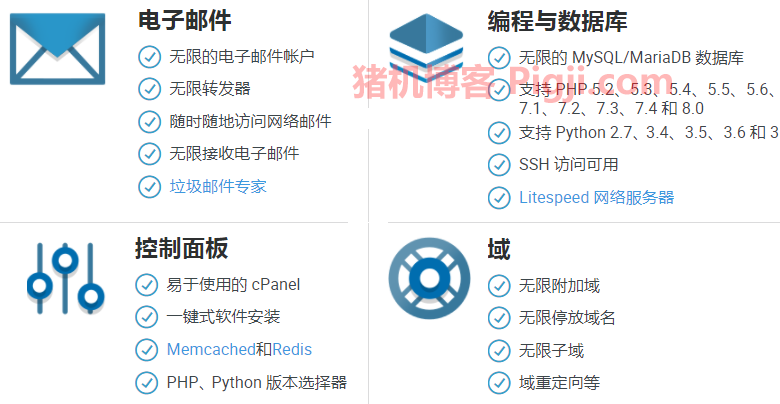 电子邮件
无限的电子邮件帐户
无限转发器
随时随地访问网络邮件
无限接收电子邮件
垃圾邮件专家
编程与数据库
无限的 MySQL/MariaDB 数据库
支持 PHP 5.2、5.3、5.4、5.5、5.6、
7.1、7.2、7.3、7.4 和 8.0
支持 Python 2.7、3.4、3.5、3.6 和 3
SSH 访问可用
Litespeed 网络服务器
猪机博客 Pigji.com
控制面板
易于使用的 cPanel
一键式软件安装
Memcached和Redis
PHP、Python 版本选择器
域
无限附加域
无限停放域名
无限子域
域重定向等